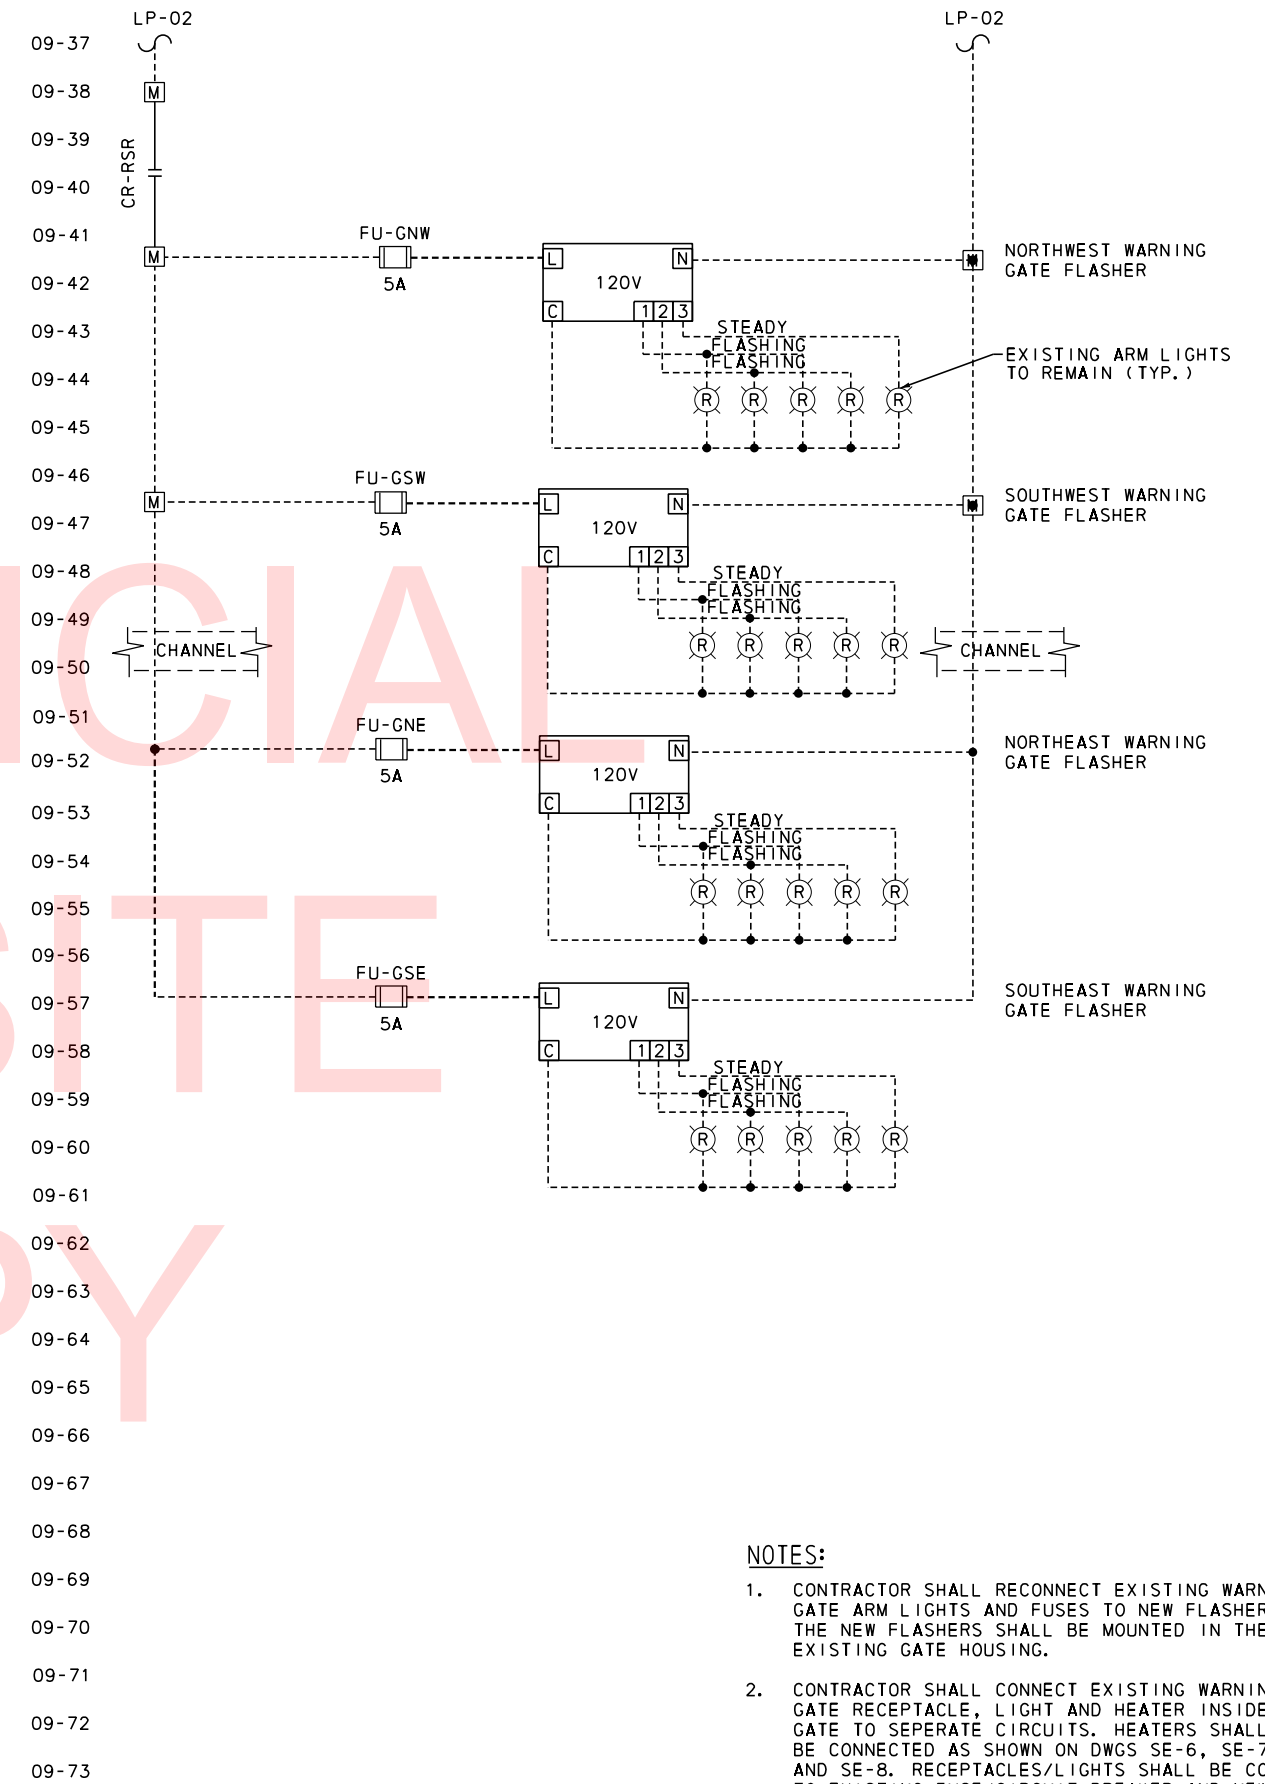 LP-02
LP-02
09-37
09-38
M
09-39
CR-RSR
09-40
09-41
FU-GNW
M
L
N
M
NORTHWEST WARNING
GATE FLASHER
09-42
5A
120V
C
1 2 3
09-43
STEADY
FLASHING
FLASHING
09-44
EXISTING ARM LIGHTS
TO REMAIN (TYP.)
R R R R R
09-45
09-46
FU-GSW
M
L
N
M
SOUTHWEST WARNING
GATE FLASHER
09-47
5A
120V
C
1 2 3
09-48
STEADY
FLASHING
FLASHING
09-49
R R R R R
CHANNEL
CHANNEL
09-50
09-51
FU-GNE
L
N
NORTHEAST WARNING
GATE FLASHER
09-52
5A
120V
C
1 2 3
09-53
STEADY
FLASHING
FLASHING
09-54
R R R R R
09-55
09-56
FU-GSE
L
N
SOUTHEAST WARNING
GATE FLASHER
09-57
5A
120V
C
1 2 3
09-58
STEADY
FLASHING
FLASHING
09-59
R R R R R
09-60
09-61
09-62
09-63
09-64
09-65
09-66
09-67
09-68
09-69
09-70
09-71
09-72
09-73
NOTES:
1. CONTRACTOR SHALL RECONNECT EXISTING WARN
GATE ARM LIGHTS AND FUSES TO NEW FLASHER
THE NEW FLASHERS SHALL BE MOUNTED IN THE
EXISTING GATE HOUSING.
2. CONTRACTOR SHALL CONNECT EXISTING WARNIN
GATE RECEPTACLE, LIGHT AND HEATER INSIDE
GATE TO SEPERATE CIRCUITS. HEATERS SHALL
BE CONNECTED AS SHOWN ON DWGS SE-6, SE-7
AND SE-8. RECEPTACLES/LIGHTS SHALL BE CO
ICIAL
SITE
PY